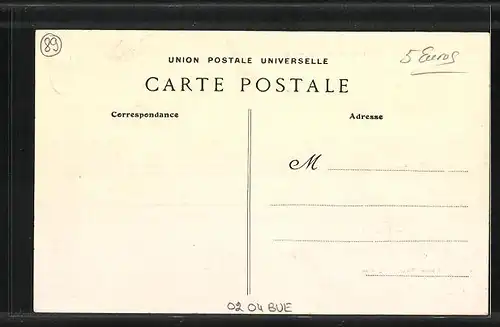 89
5 Euros
UNION POSTALE UNIVERSELLE
CARTE POSTALE
Correspondance
Adresse
M
02 04 BUE